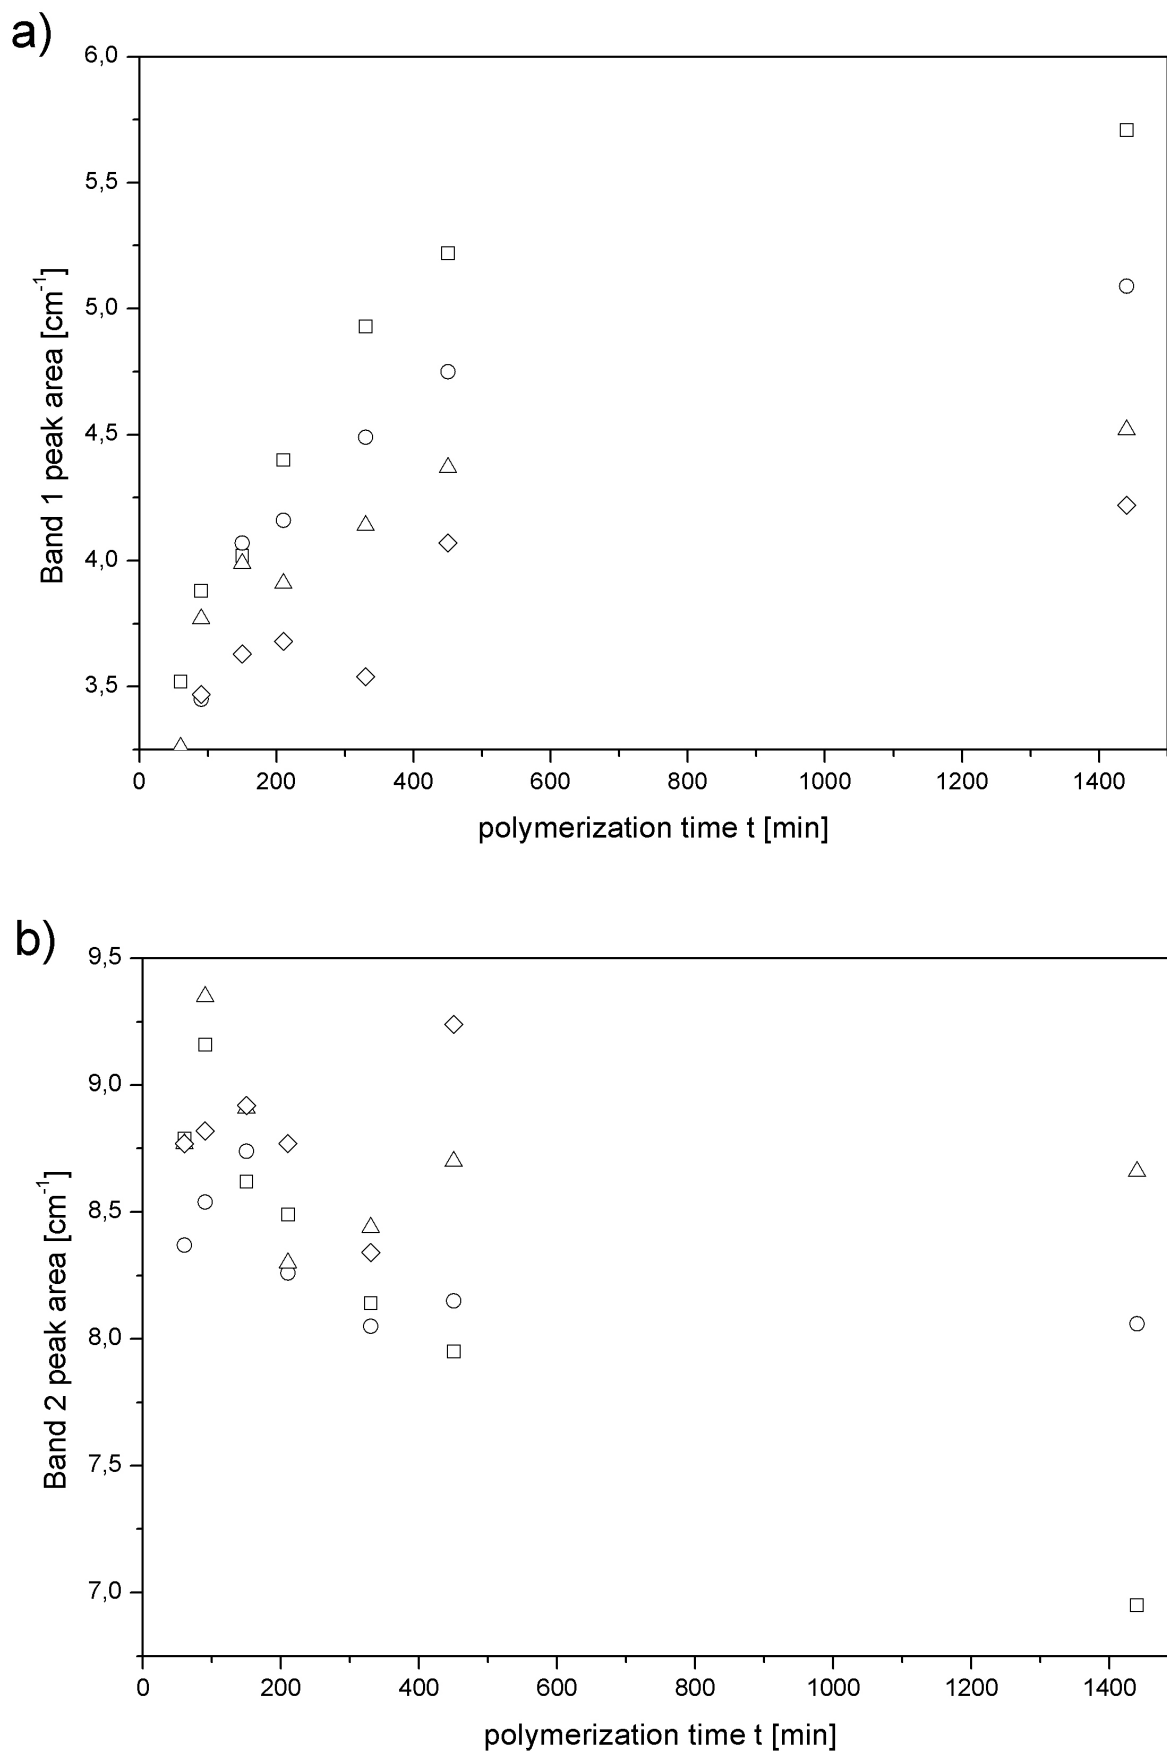 a)
6,0
5,5
5,0
4,5
4,0
3,5
Band 1 peak area [cm⁻¹]
0 200 400 600 800 1000 1200 1400
polymerization time t [min]
b)
9,5
9,0
8,5
8,0
7,5
7,0
Band 2 peak area [cm⁻¹]
0 200 400 600 800 1000 1200 1400
polymerization time t [min]